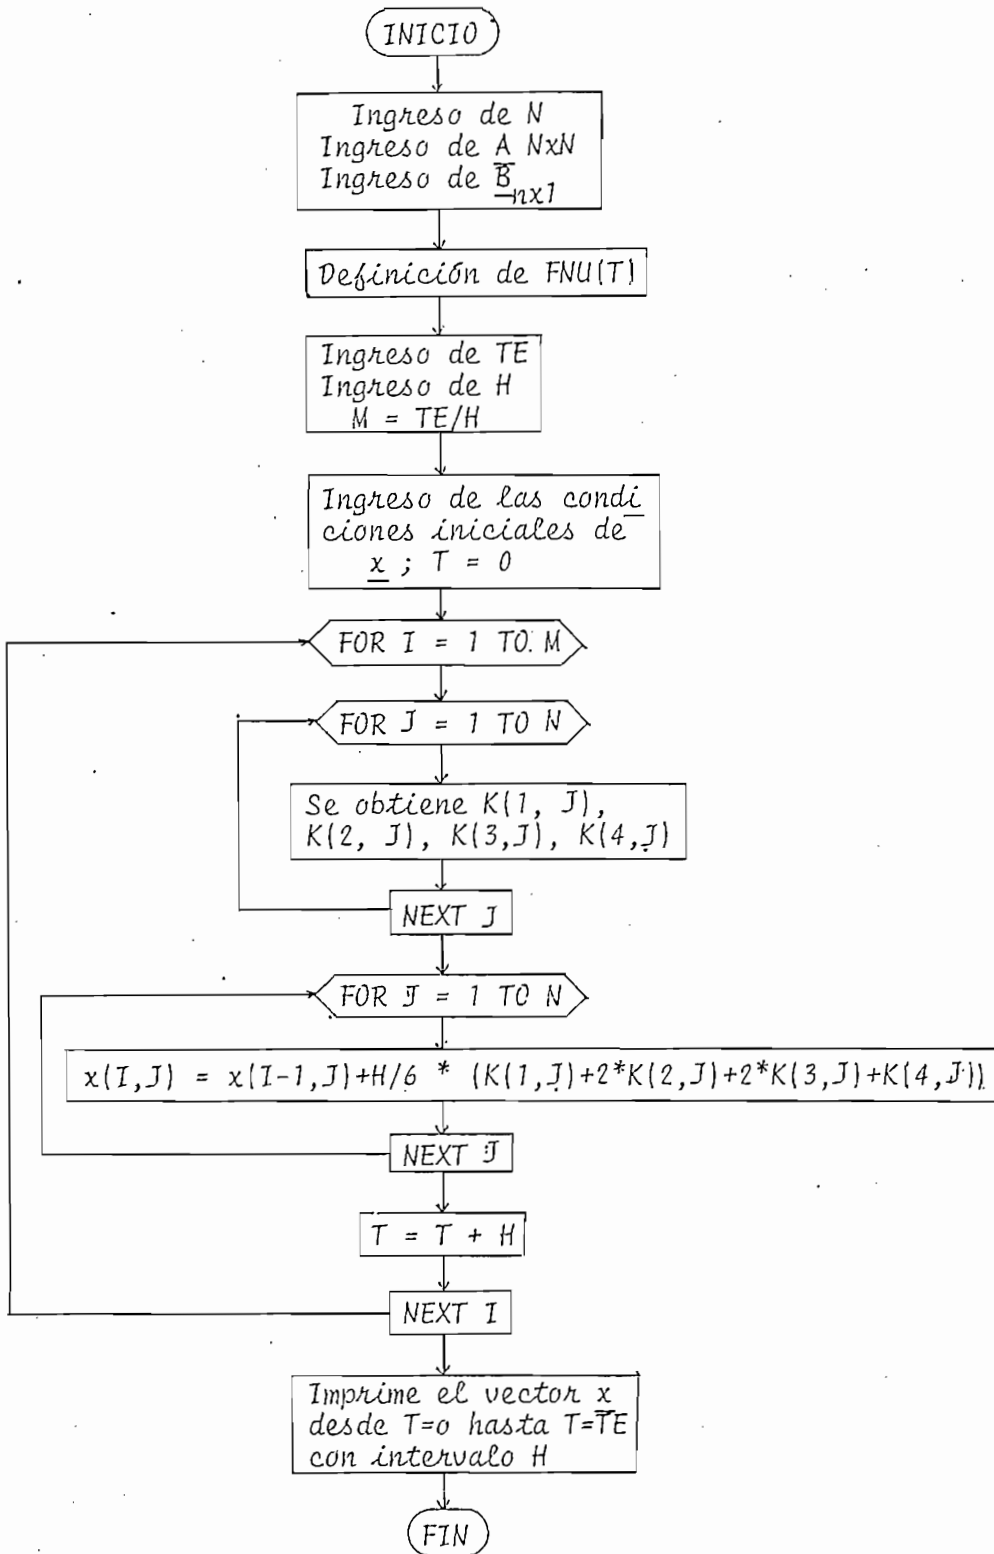 INICIO
Ingreso de N
Ingreso de A NxN
Ingreso de B nx1
Definición de FNU(T)
Ingreso de TE
Ingreso de H
M = TE/H
Ingreso de las condi
ciones iniciales de
x ; T = 0
FOR I = 1 TO M
FOR J = 1 TO N
Se obtiene K(1, J),
K(2, J), K(3,J), K(4,J)
NEXT J
FOR J = 1 TO N
x(I,J) = x(I-1,J)+H/6 * (K(1,J)+2*K(2,J)+2*K(3,J)+K(4,J))
NEXT J
T = T + H
NEXT I
Imprime el vector x
desde T=o hasta T=TE
con intervalo H
FIN